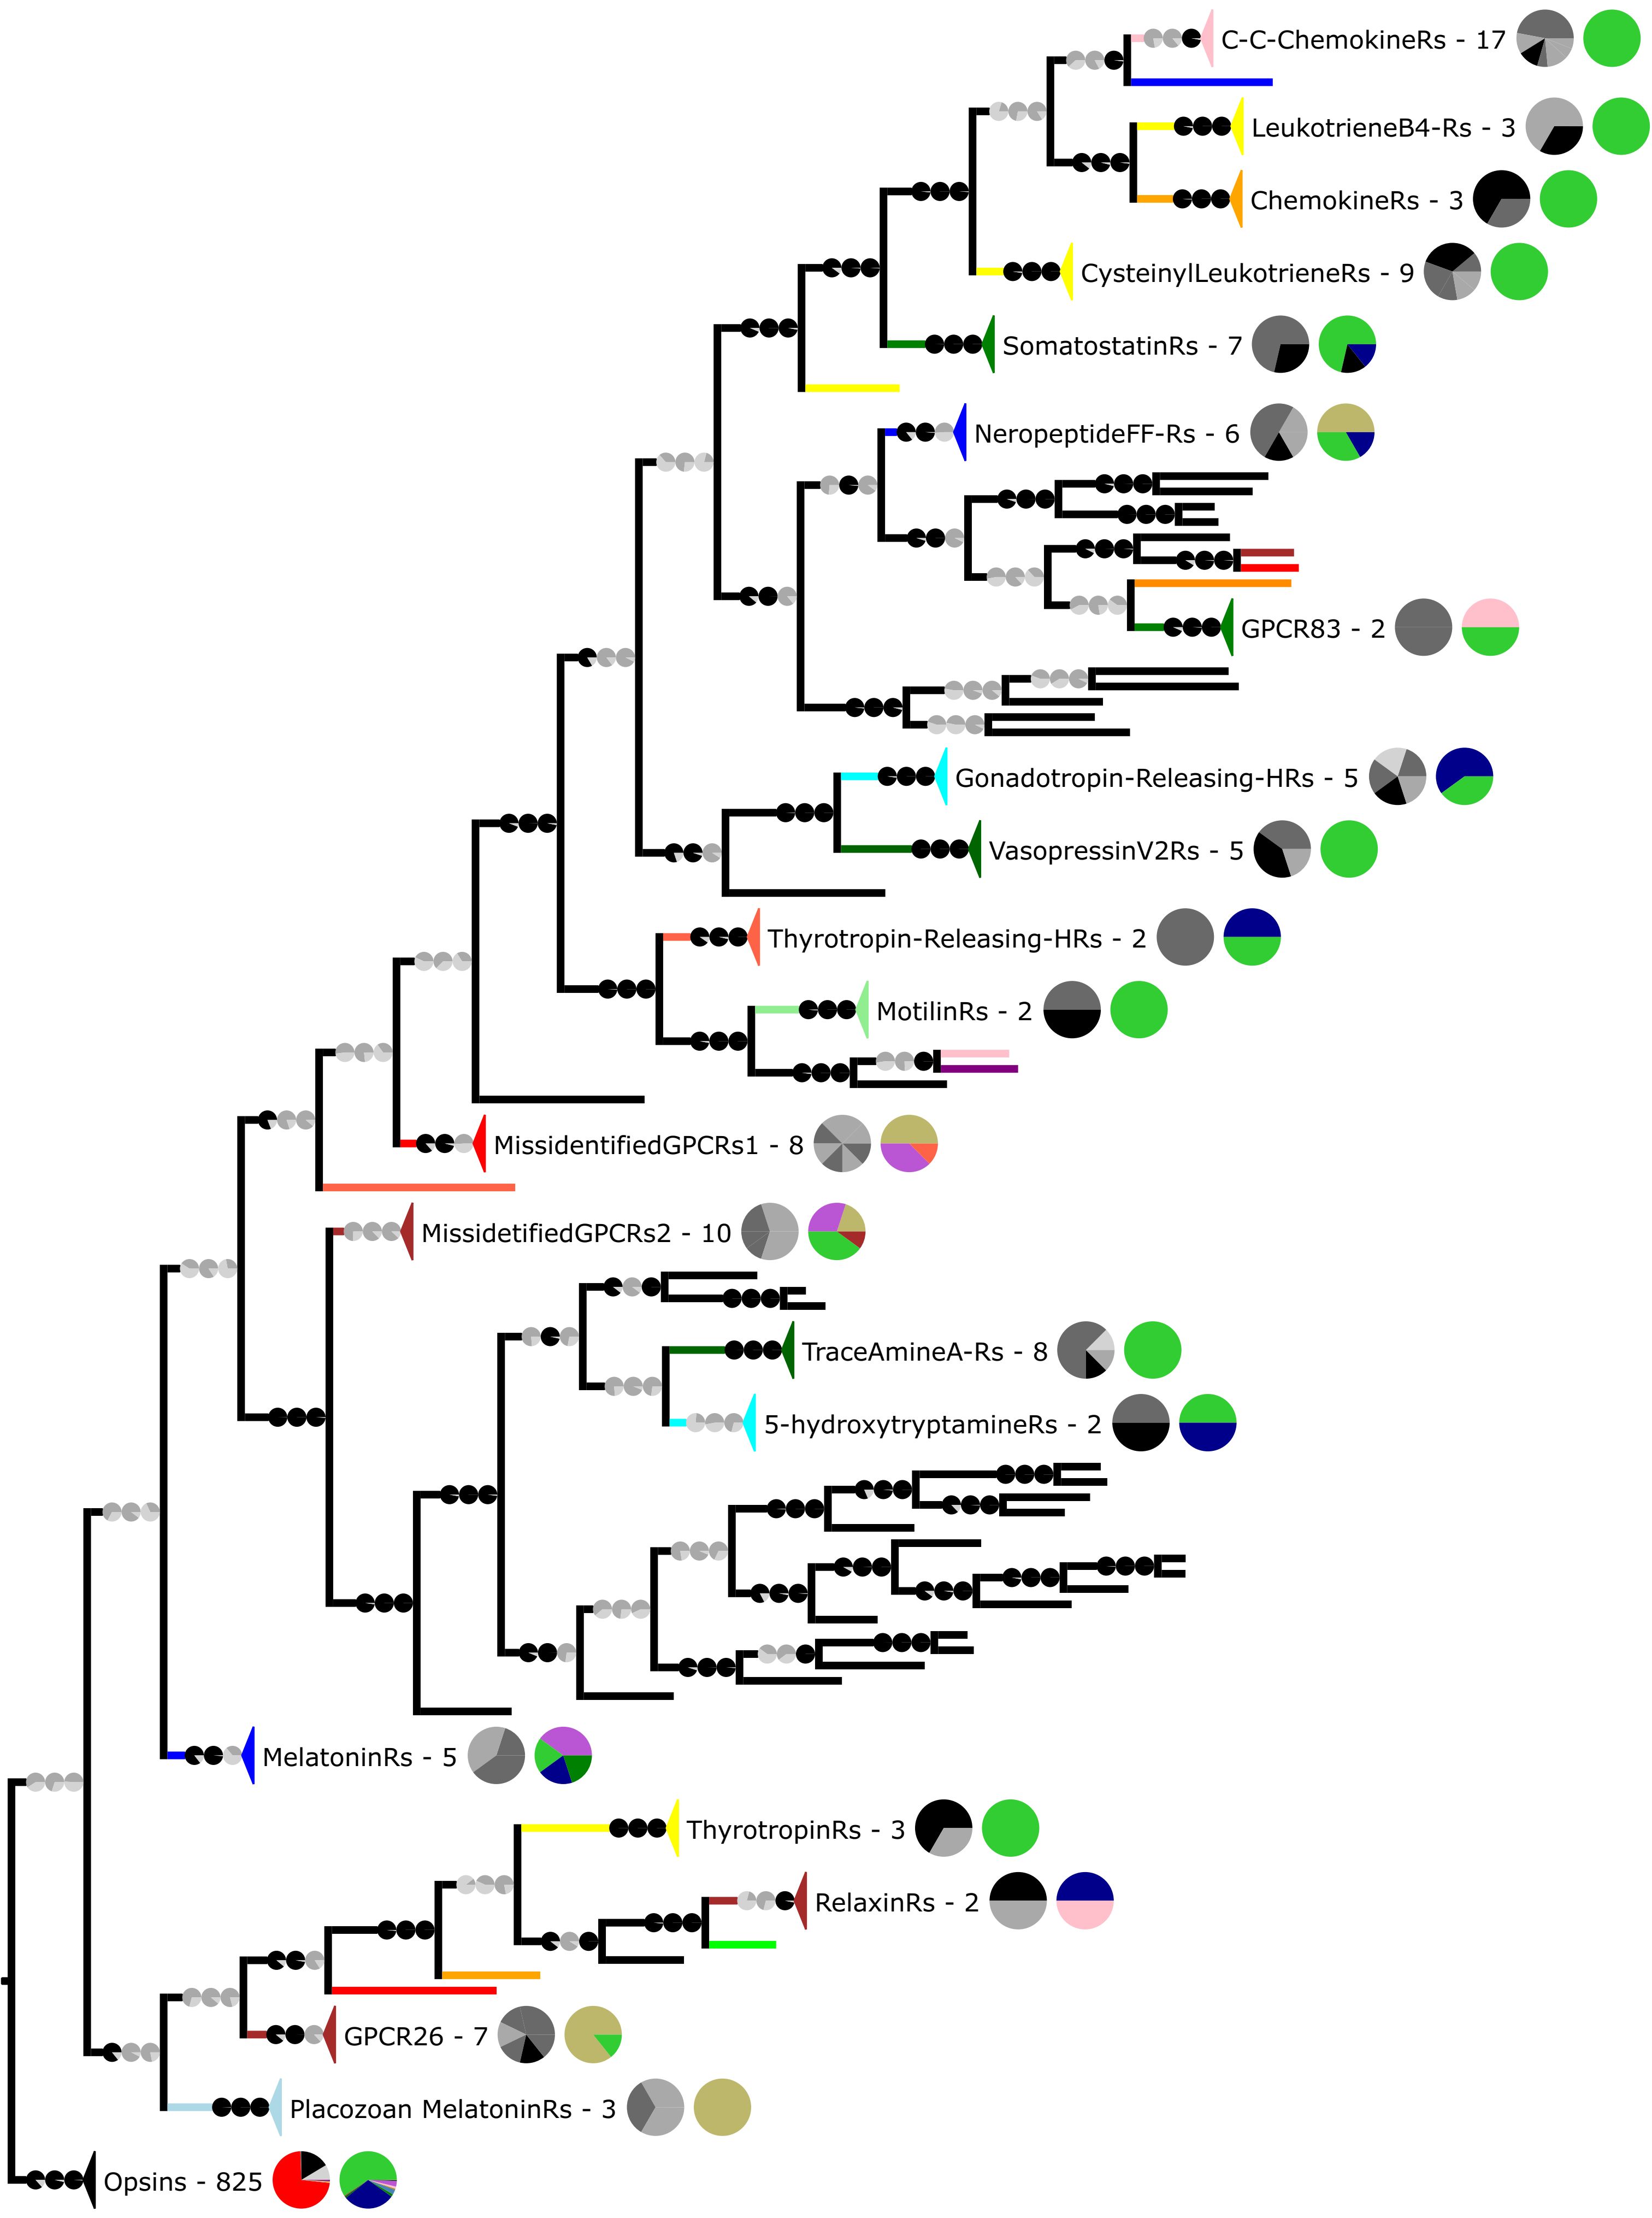 C-C-ChemokineRs - 17
LeukotrieneB4-Rs - 3
ChemokineRs - 3
CysteinylLeukotrieneRs - 9
SomatostatinRs - 7
NeropeptideFF-Rs - 6
GPCR83 - 2
Gonadotropin-Releasing-HRs - 5
VasopressinV2Rs - 5
Thyrotropin-Releasing-HRs - 2
MotilinRs - 2
MissidentifiedGPCRs1 - 8
MissidetifiedGPCRs2 - 10
TraceAmineA-Rs - 8
5-hydroxytryptamineRs - 2
MelatoninRs - 5
ThyrotropinRs - 3
RelaxinRs - 2
GPCR26 - 7
Placozoan MelatoninRs - 3
Opsins - 825